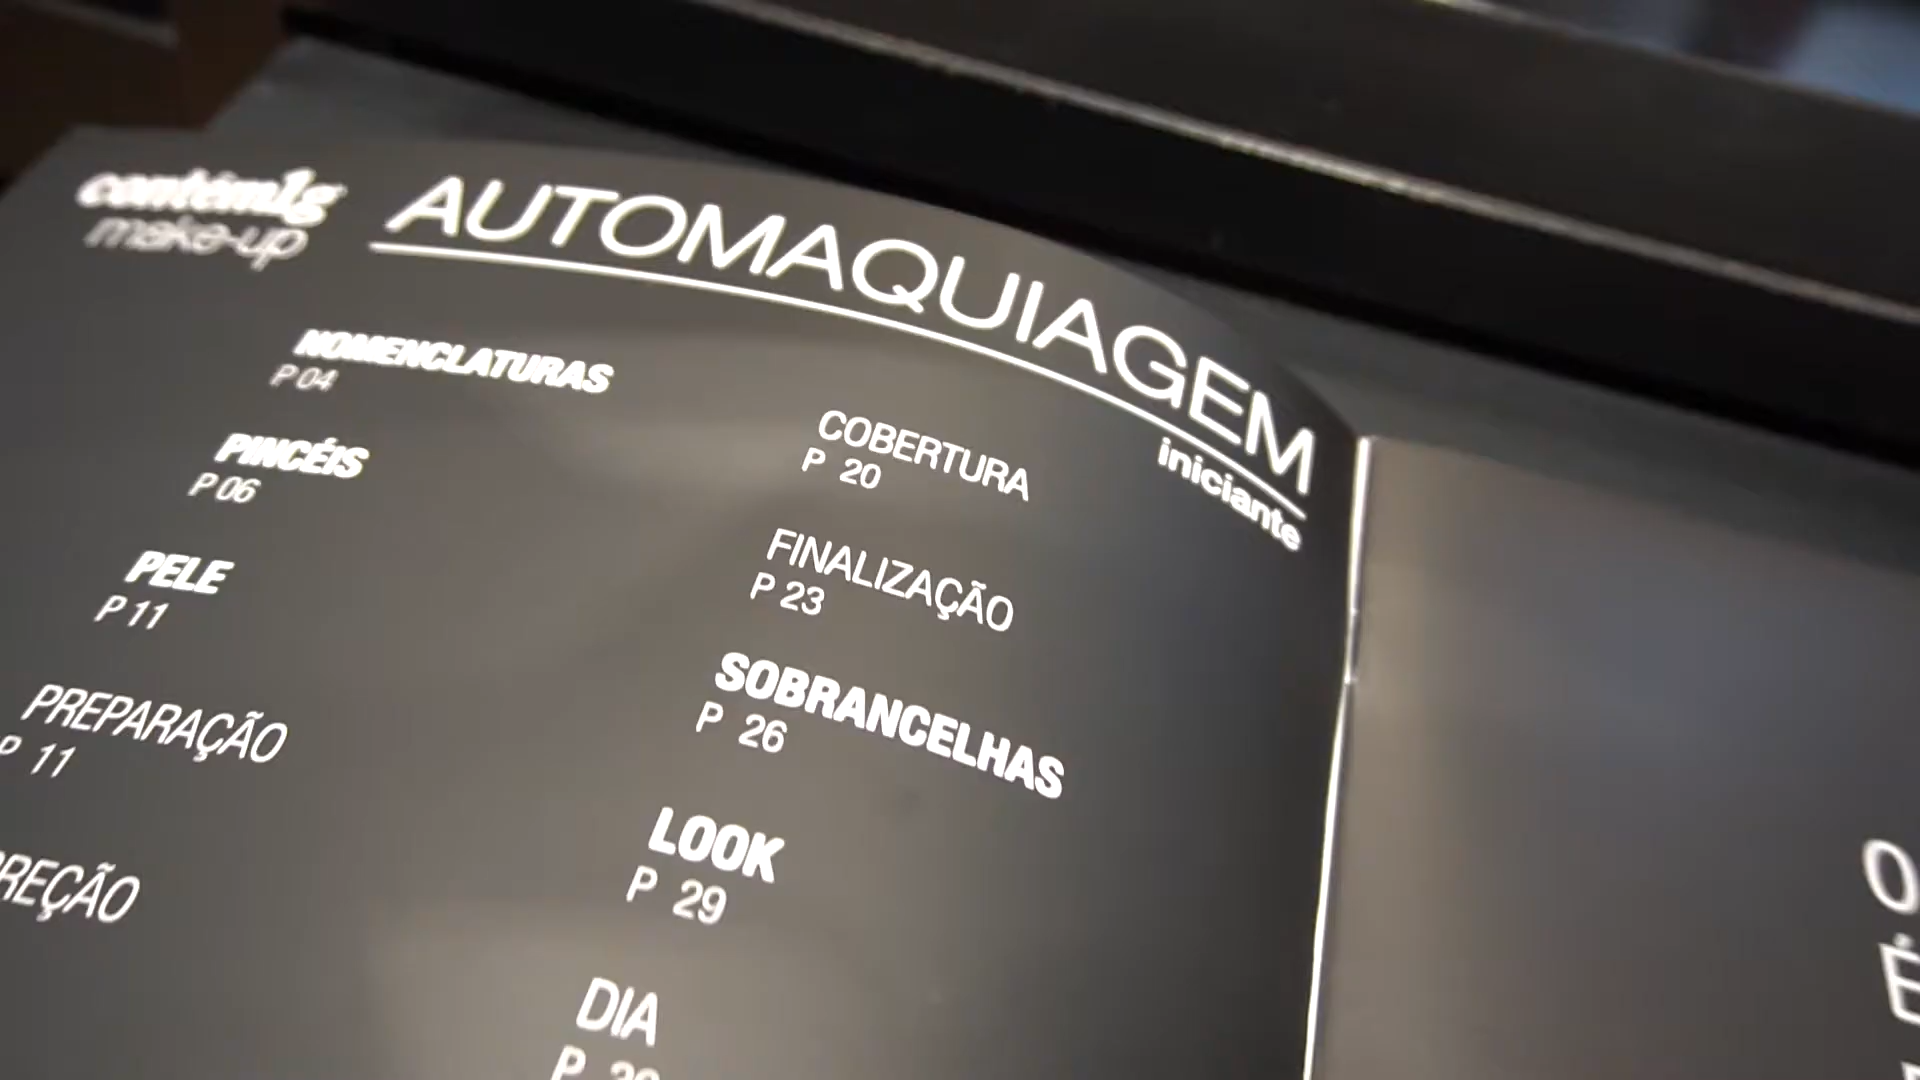 contém1g
make-up
AUTOMAQUIAGEM
iniciante
NOMENCLATURAS
P 04
PINCÉIS
P 06
PELE
P 11
PREPARAÇÃO
P 11
REÇÃO
COBERTURA
P 20
FINALIZAÇÃO
P 23
SOBRANCELHAS
P 26
LOOK
P 29
DIA
P
O
É